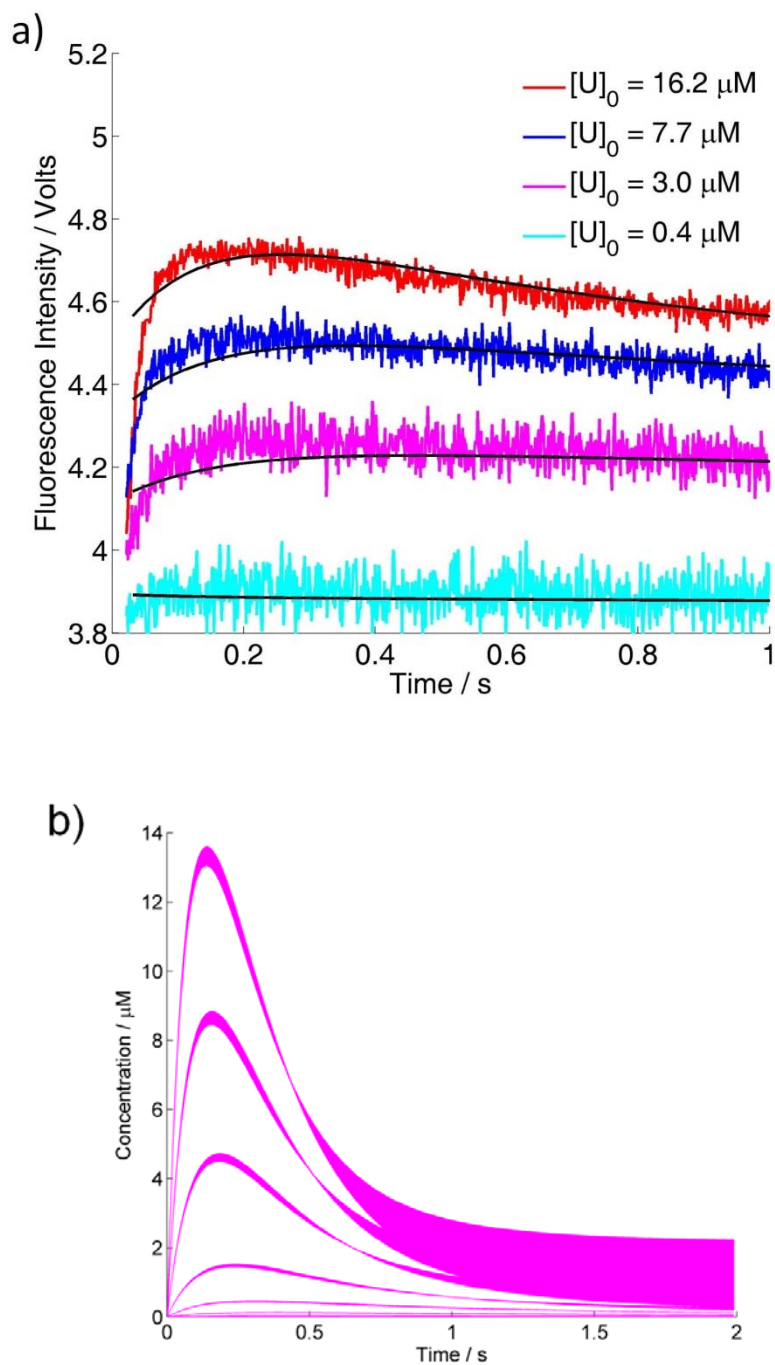 a)
5.2
5
4.8
4.6
4.4
4.2
4
3.8
Fluorescence Intensity / Volts
[U]0 = 16.2 μM
[U]0 = 7.7 μM
[U]0 = 3.0 μM
[U]0 = 0.4 μM
0 0.2 0.4 0.6 0.8 1
Time / s
b)
14
12
10
8
6
4
2
0
Concentration / μM
0 0.5 1 1.5 2
Time / s